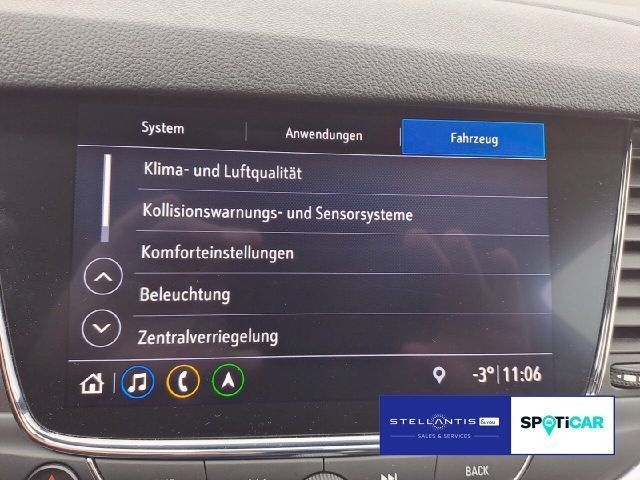 System
Anwendungen
Fahrzeug
Klima- und Luftqualität
Kollisionswarnungs- und Sensorsysteme
Komforteinstellungen
Beleuchtung
Zentralverriegelung
-3° 11:06
STELLANTIS &you
SALES & SERVICES
SPOTiCAR
BACK